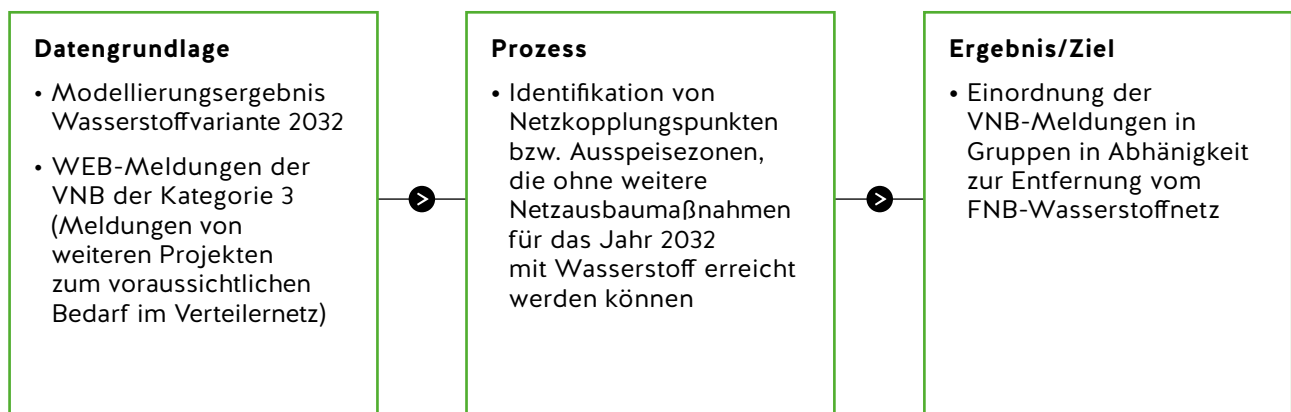 Datengrundlage
• Modellierungsergebnis
Wasserstoffvariante 2032
• WEB-Meldungen der
VNB der Kategorie 3
(Meldungen von
weiteren Projekten
zum voraussichtlichen
Bedarf im Verteilernetz)
Prozess
• Identifikation von
Netzkopplungspunkten
bzw. Ausspeisezonen,
die ohne weitere
Netzausbaumaßnahmen
für das Jahr 2032
mit Wasserstoff erreicht
werden können
Ergebnis/Ziel
• Einordnung der
VNB-Meldungen in
Gruppen in Abhänigkeit
zur Entfernung vom
FNB-Wasserstoffnetz